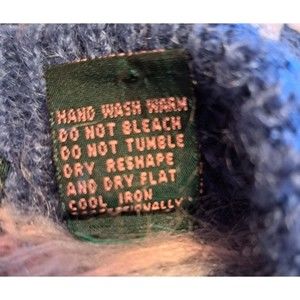 HAND WASH WARM
DO NOT BLEACH
DO NOT TUMBLE
DRY RESHAPE
AND DRY FLAT
COOL IRON